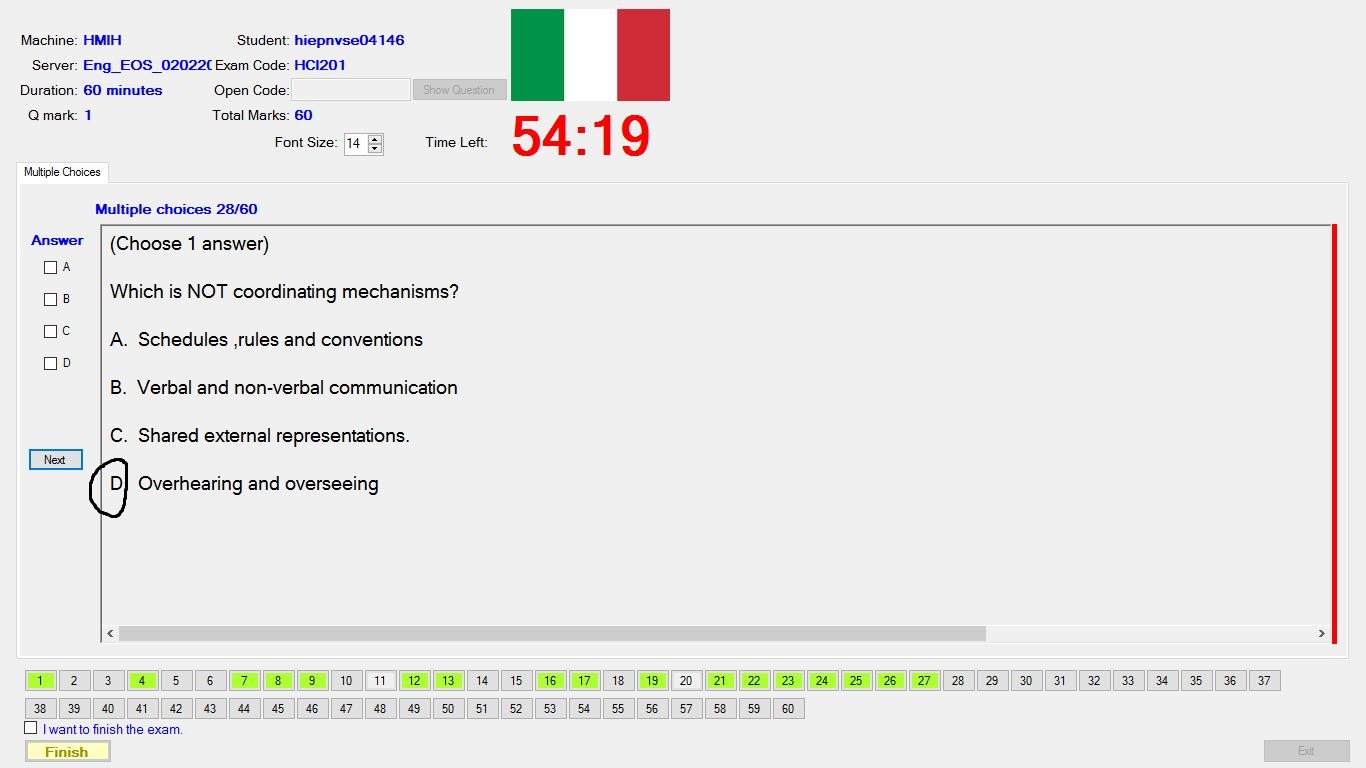 Machine: HMIH Student: hiepnvse04146
Server: Eng_EOS_02022( Exam Code: HCI201
Duration: 60 minutes Open Code: Show Question
Q mark: 1 Total Marks: 60
Font Size: 14 Time Left: 54:19
Multiple Choices
Multiple choices 28/60
Answer
(Choose 1 answer)
A
Which is NOT coordinating mechanisms?
B
C
A. Schedules ,rules and conventions
D
B. Verbal and non-verbal communication
C. Shared external representations.
Next
D. Overhearing and overseeing
1 2 3 4 5 6 7 8 9 10 11 12 13 14 15 16 17 18 19 20 21 22 23 24 25 26 27 28 29 30 31 32 33 34 35 36 37
38 39 40 41 42 43 44 45 46 47 48 49 50 51 52 53 54 55 56 57 58 59 60
I want to finish the exam.
Finish Exit